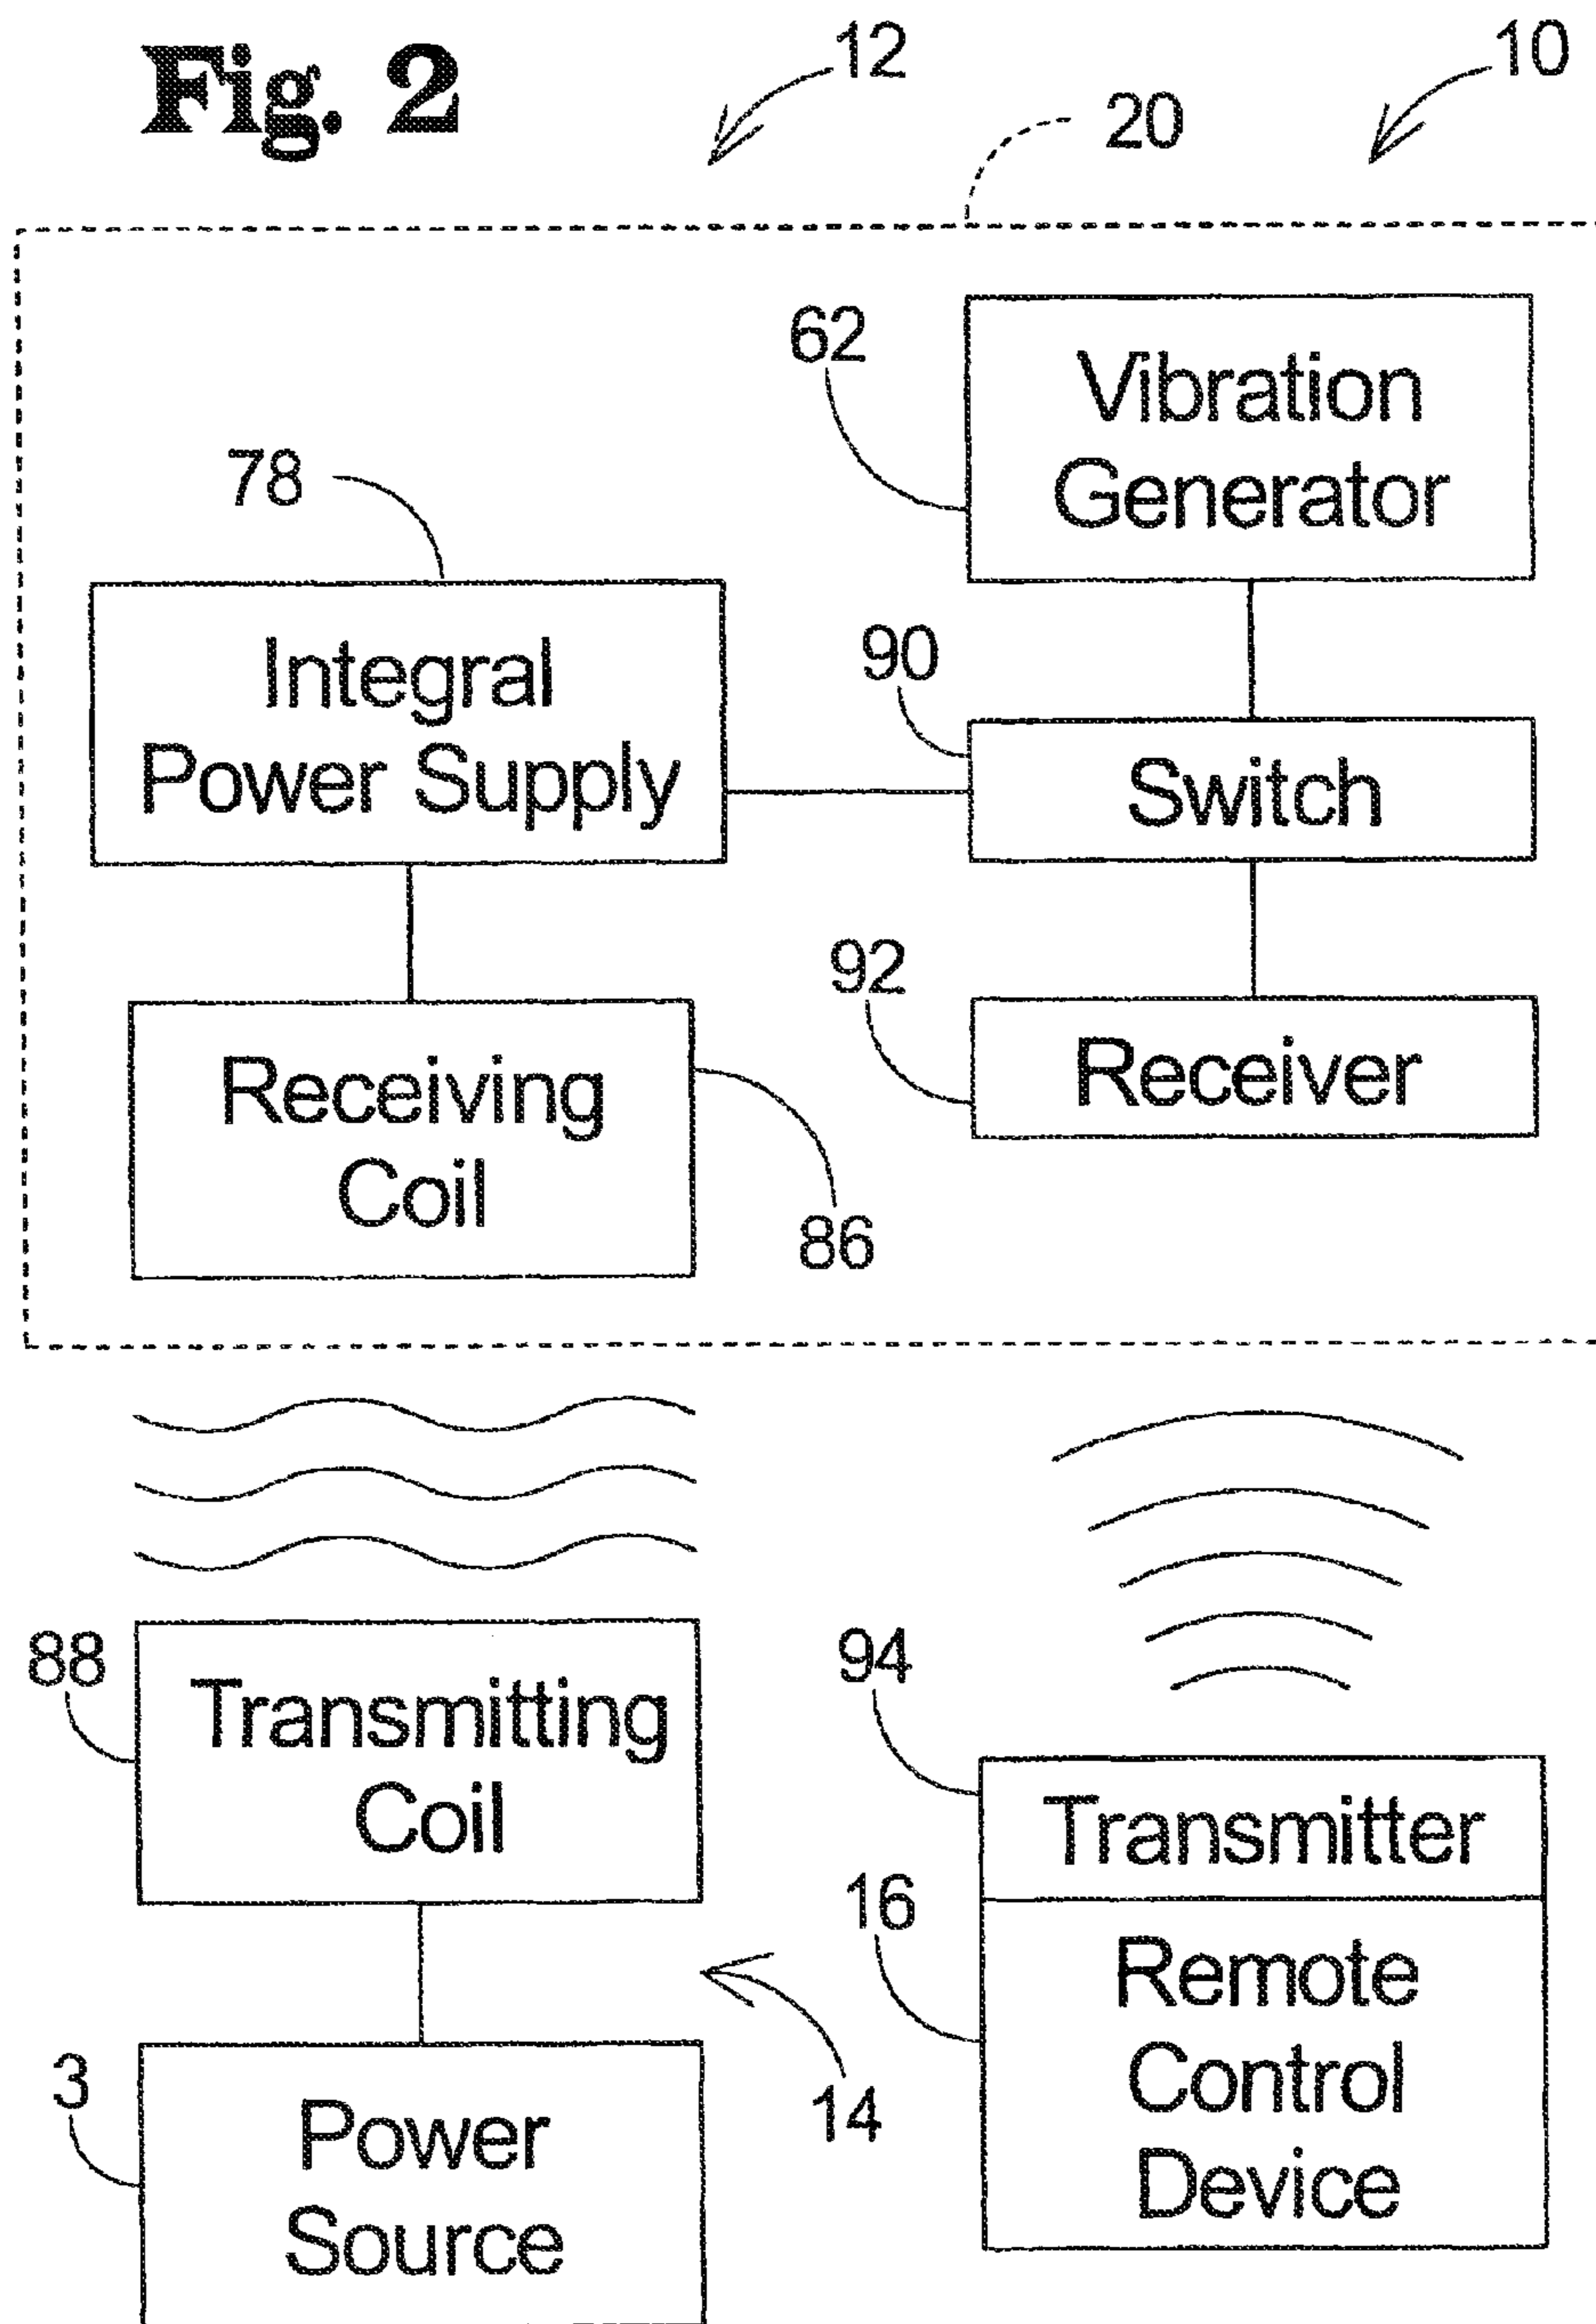 Fig. 2
12
10
20
62
Vibration
Generator
78
Integral
Power Supply
90
Switch
92
Receiver
Receiving
Coil
86
88
Transmitting
Coil
94
Transmitter
16
Remote
Control
Device
14
3
Power
Source